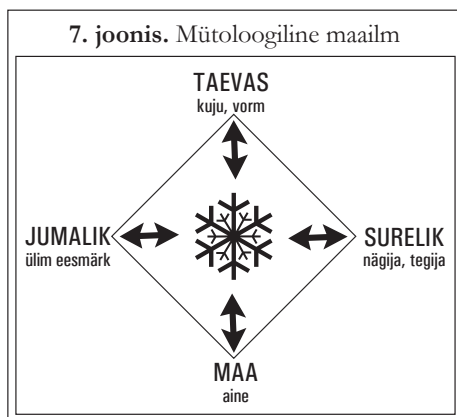 7. joonis. Mütoloogiline maailm
TAEVAS
kuju, vorm
JUMALIK
ülim eesmärk
SURELIK
nägija, tegija
MAA
aine